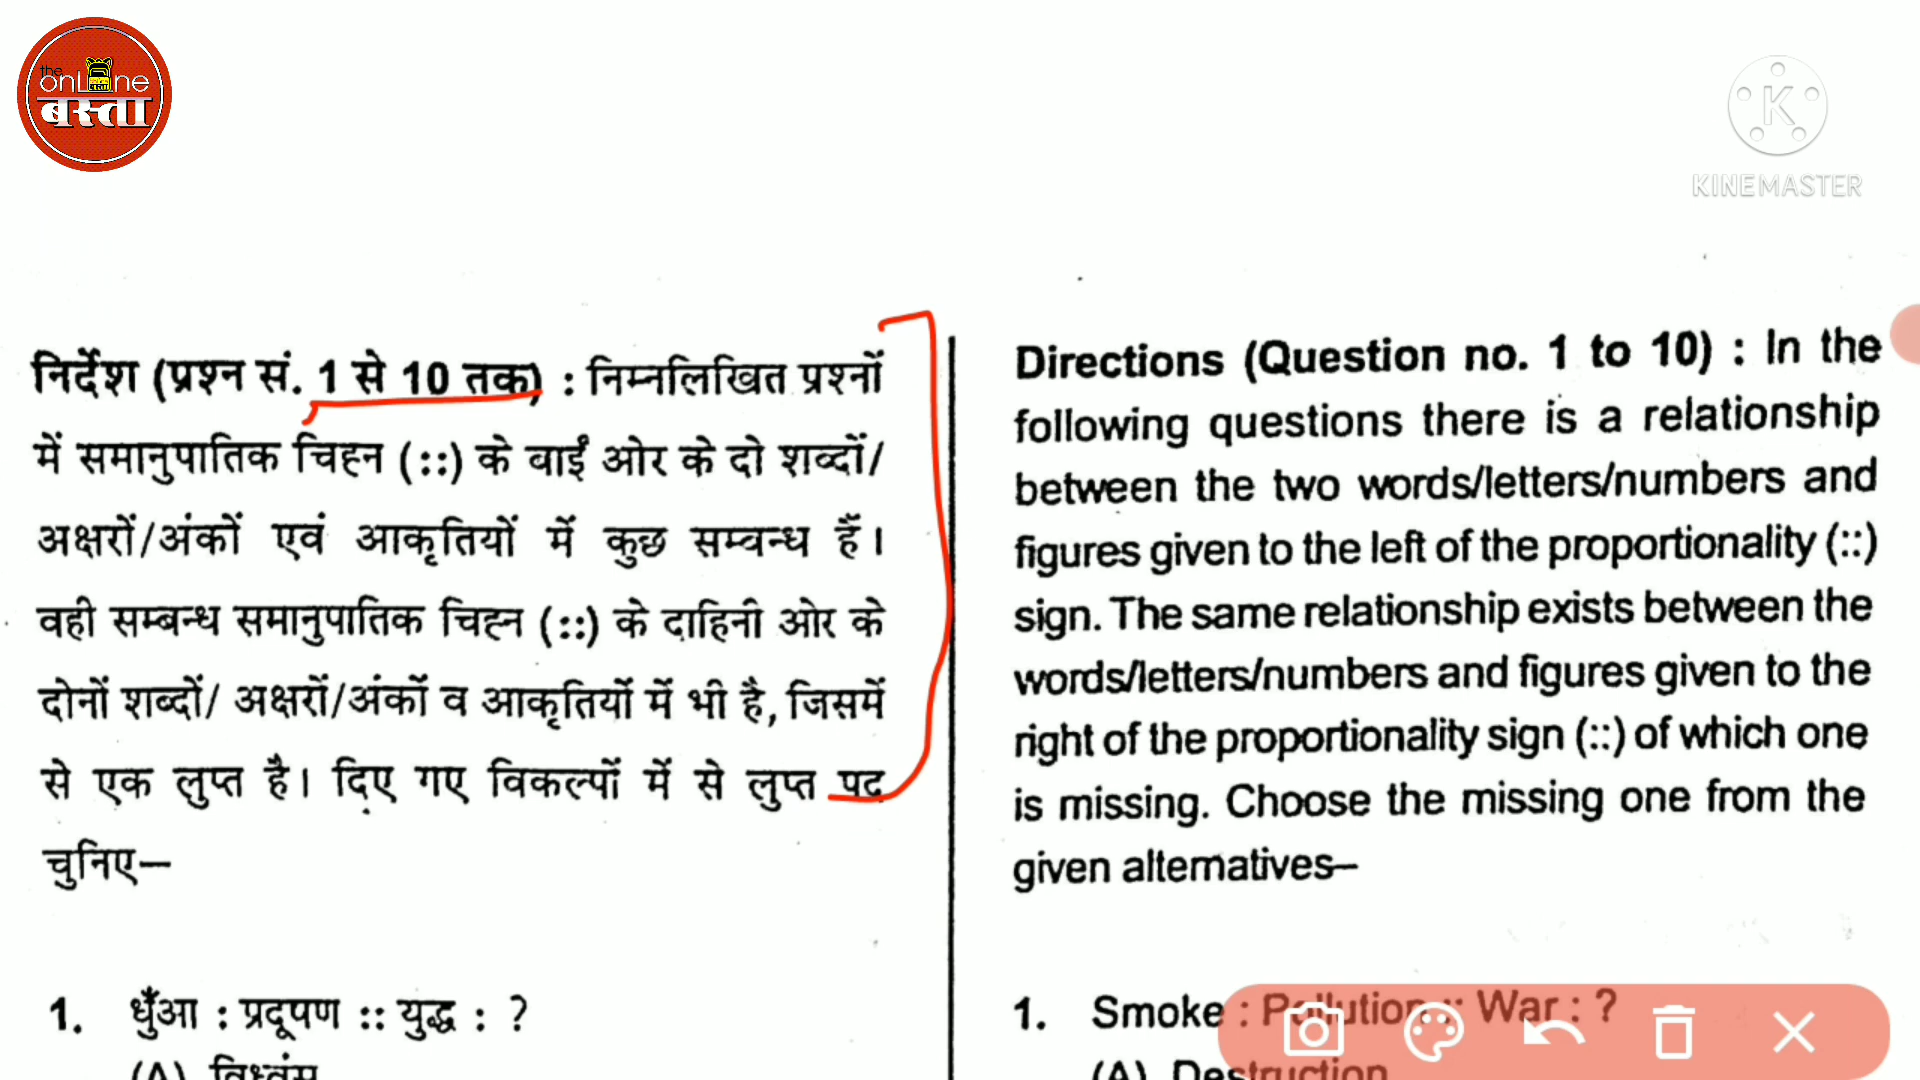 the
onLine
बस्ता
KINEMASTER
निर्देश (प्रश्न सं. 1 से 10 तक) : निम्नलिखित प्रश्नों
में समानुपातिक चिह्न (::) के बाईं ओर के दो शब्दों/
अक्षरों/अंकों एवं आकृतियों में कुछ सम्बन्ध हैं।
वही सम्बन्ध समानुपातिक चिह्न (::) के दाहिनी ओर के
दोनों शब्दों/ अक्षरों/अंकों व आकृतियों में भी है, जिसमें
से एक लुप्त है। दिए गए विकल्पों में से लुप्त पद
चुनिए–
1. धुँआ : प्रदूषण :: युद्ध : ?
(A) विध्वंस
Directions (Question no. 1 to 10) : In the
following questions there is a relationship
between the two words/letters/numbers and
figures given to the left of the proportionality (::)
sign. The same relationship exists between the
words/letters/numbers and figures given to the
right of the proportionality sign (::) of which one
is missing. Choose the missing one from the
given alternatives–
1. Smoke : Pollution :: War : ?
(A) Destruction